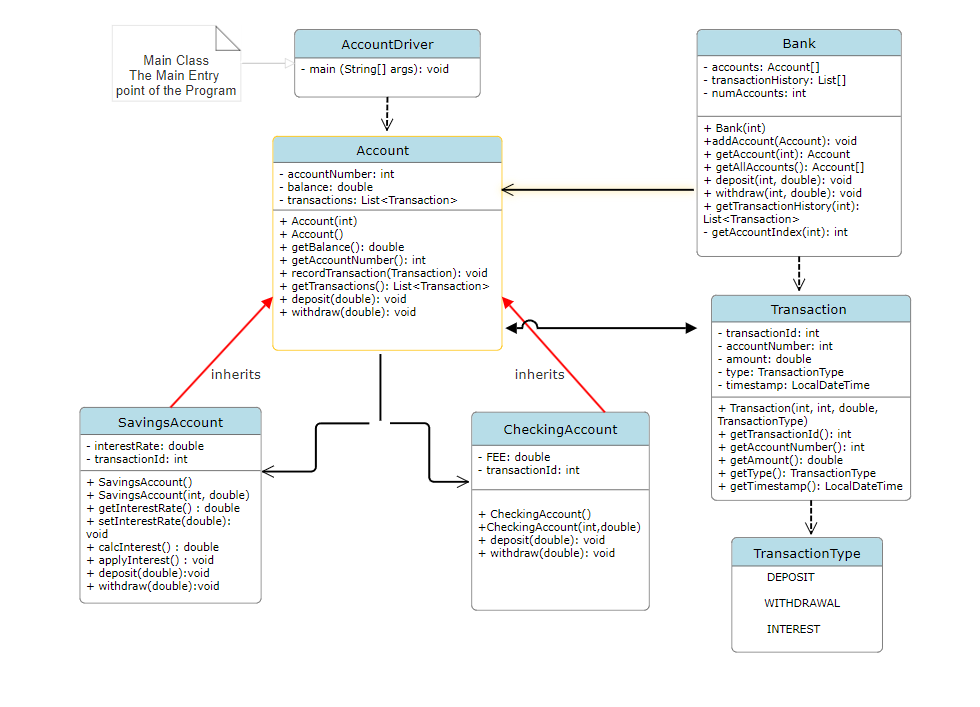 Main Class
The Main Entry
point of the Program
AccountDriver
- main (String[] args): void
Bank
- accounts: Account[]
- transactionHistory: List[]
- numAccounts: int
+ Bank(int)
+addAccount(Account): void
+ getAccount(int): Account
+ getAllAccounts(): Account[]
+ deposit(int, double): void
+ withdraw(int, double): void
+ getTransactionHistory(int):
List<Transaction>
- getAccountIndex(int): int
Account
- accountNumber: int
- balance: double
- transactions: List<Transaction>
+ Account(int)
+ Account()
+ getBalance(): double
+ getAccountNumber(): int
+ recordTransaction(Transaction): void
+ getTransactions(): List<Transaction>
+ deposit(double): void
+ withdraw(double): void
Transaction
- transactionId: int
- accountNumber: int
- amount: double
- type: TransactionType
- timestamp: LocalDateTime
+ Transaction(int, int, double,
TransactionType)
+ getTransactionId(): int
+ getAccountNumber(): int
+ getAmount(): double
+ getType(): TransactionType
+ getTimestamp(): LocalDateTime
inherits
inherits
SavingsAccount
- interestRate: double
- transactionId: int
+ SavingsAccount()
+ SavingsAccount(int, double)
+ getInterestRate() : double
+ setInterestRate(double):
void
+ calcInterest() : double
+ applyInterest() : void
+ deposit(double):void
+ withdraw(double):void
CheckingAccount
- FEE: double
- transactionId: int
+ CheckingAccount()
+CheckingAccount(int,double)
+ deposit(double): void
+ withdraw(double): void
TransactionType
DEPOSIT
WITHDRAWAL
INTEREST